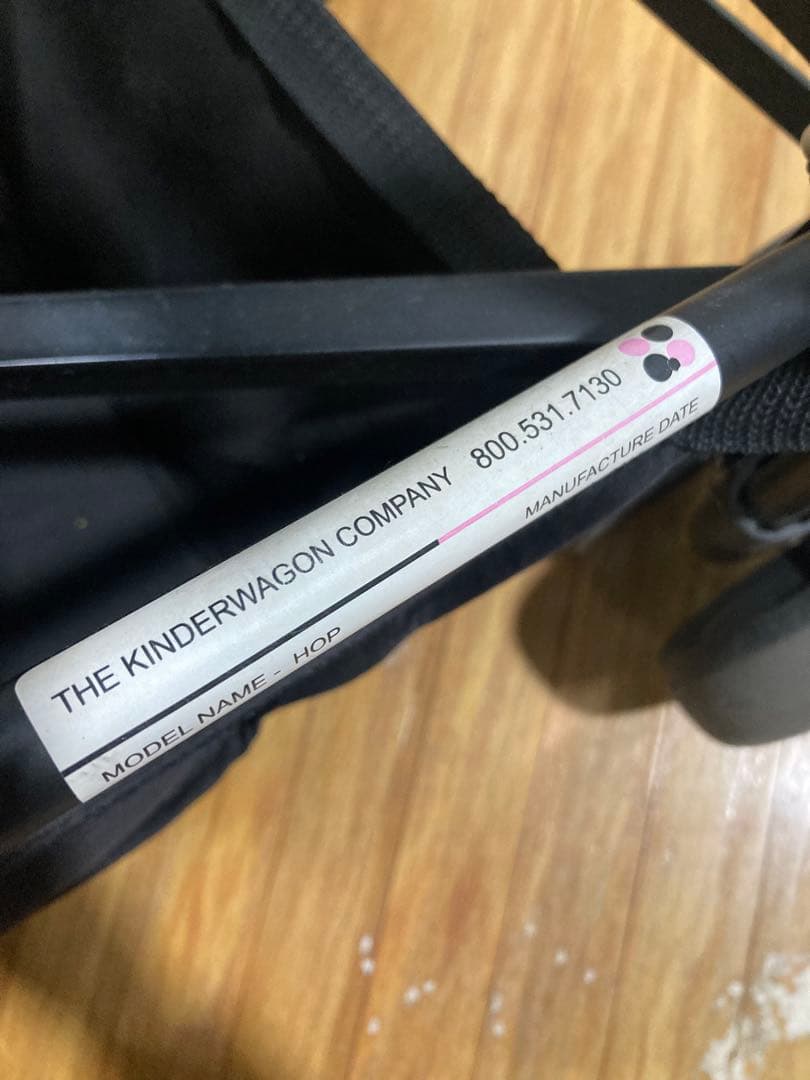 THE KINDERWAGON COMPANY 800.531.7130
MODEL NAME - HOP MANUFACTURE DATE